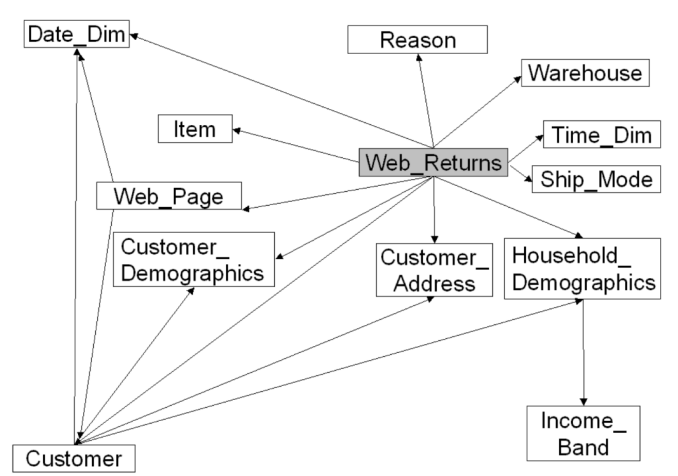 Date_Dim
Reason
Warehouse
Item
Time_Dim
Web_Returns
Ship_Mode
Web_Page
Customer_
Demographics
Customer_
Address
Household_
Demographics
Income_
Band
Customer